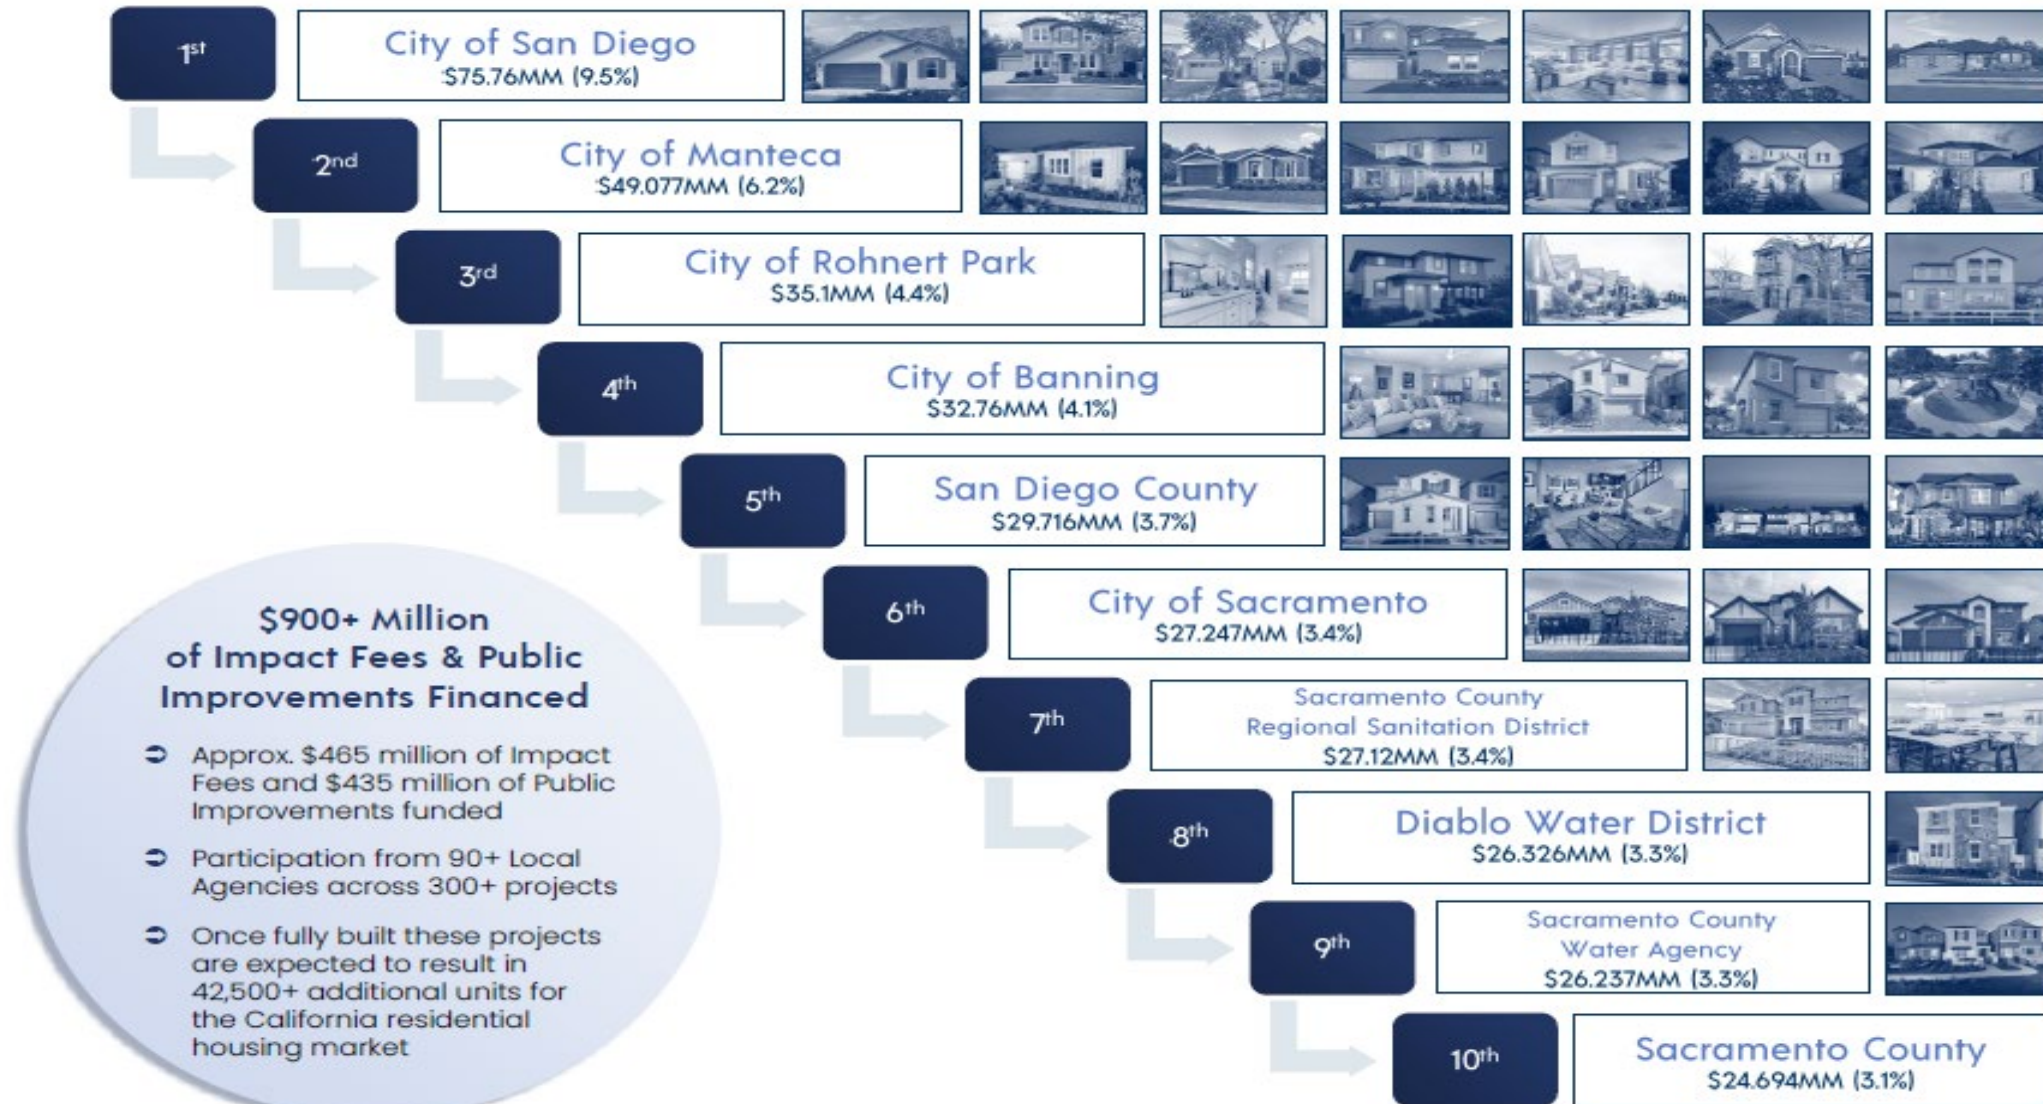 1st
City of San Diego
$75.76MM (9.5%)
2nd
City of Manteca
$49.077MM (6.2%)
3rd
City of Rohnert Park
$35.1MM (4.4%)
4th
City of Banning
$32.76MM (4.1%)
5th
San Diego County
$29.716MM (3.7%)
6th
City of Sacramento
$27.247MM (3.4%)
7th
Sacramento County
Regional Sanitation District
$27.12MM (3.4%)
8th
Diablo Water District
$26.326MM (3.3%)
9th
Sacramento County
Water Agency
$26.237MM (3.3%)
10th
Sacramento County
$24.694MM (3.1%)
$900+ Million
of Impact Fees & Public
Improvements Financed
Approx. $465 million of Impact
Fees and $435 million of Public
Improvements funded
Participation from 90+ Local
Agencies across 300+ projects
Once fully built these projects
are expected to result in
42,500+ additional units for
the California residential
housing market